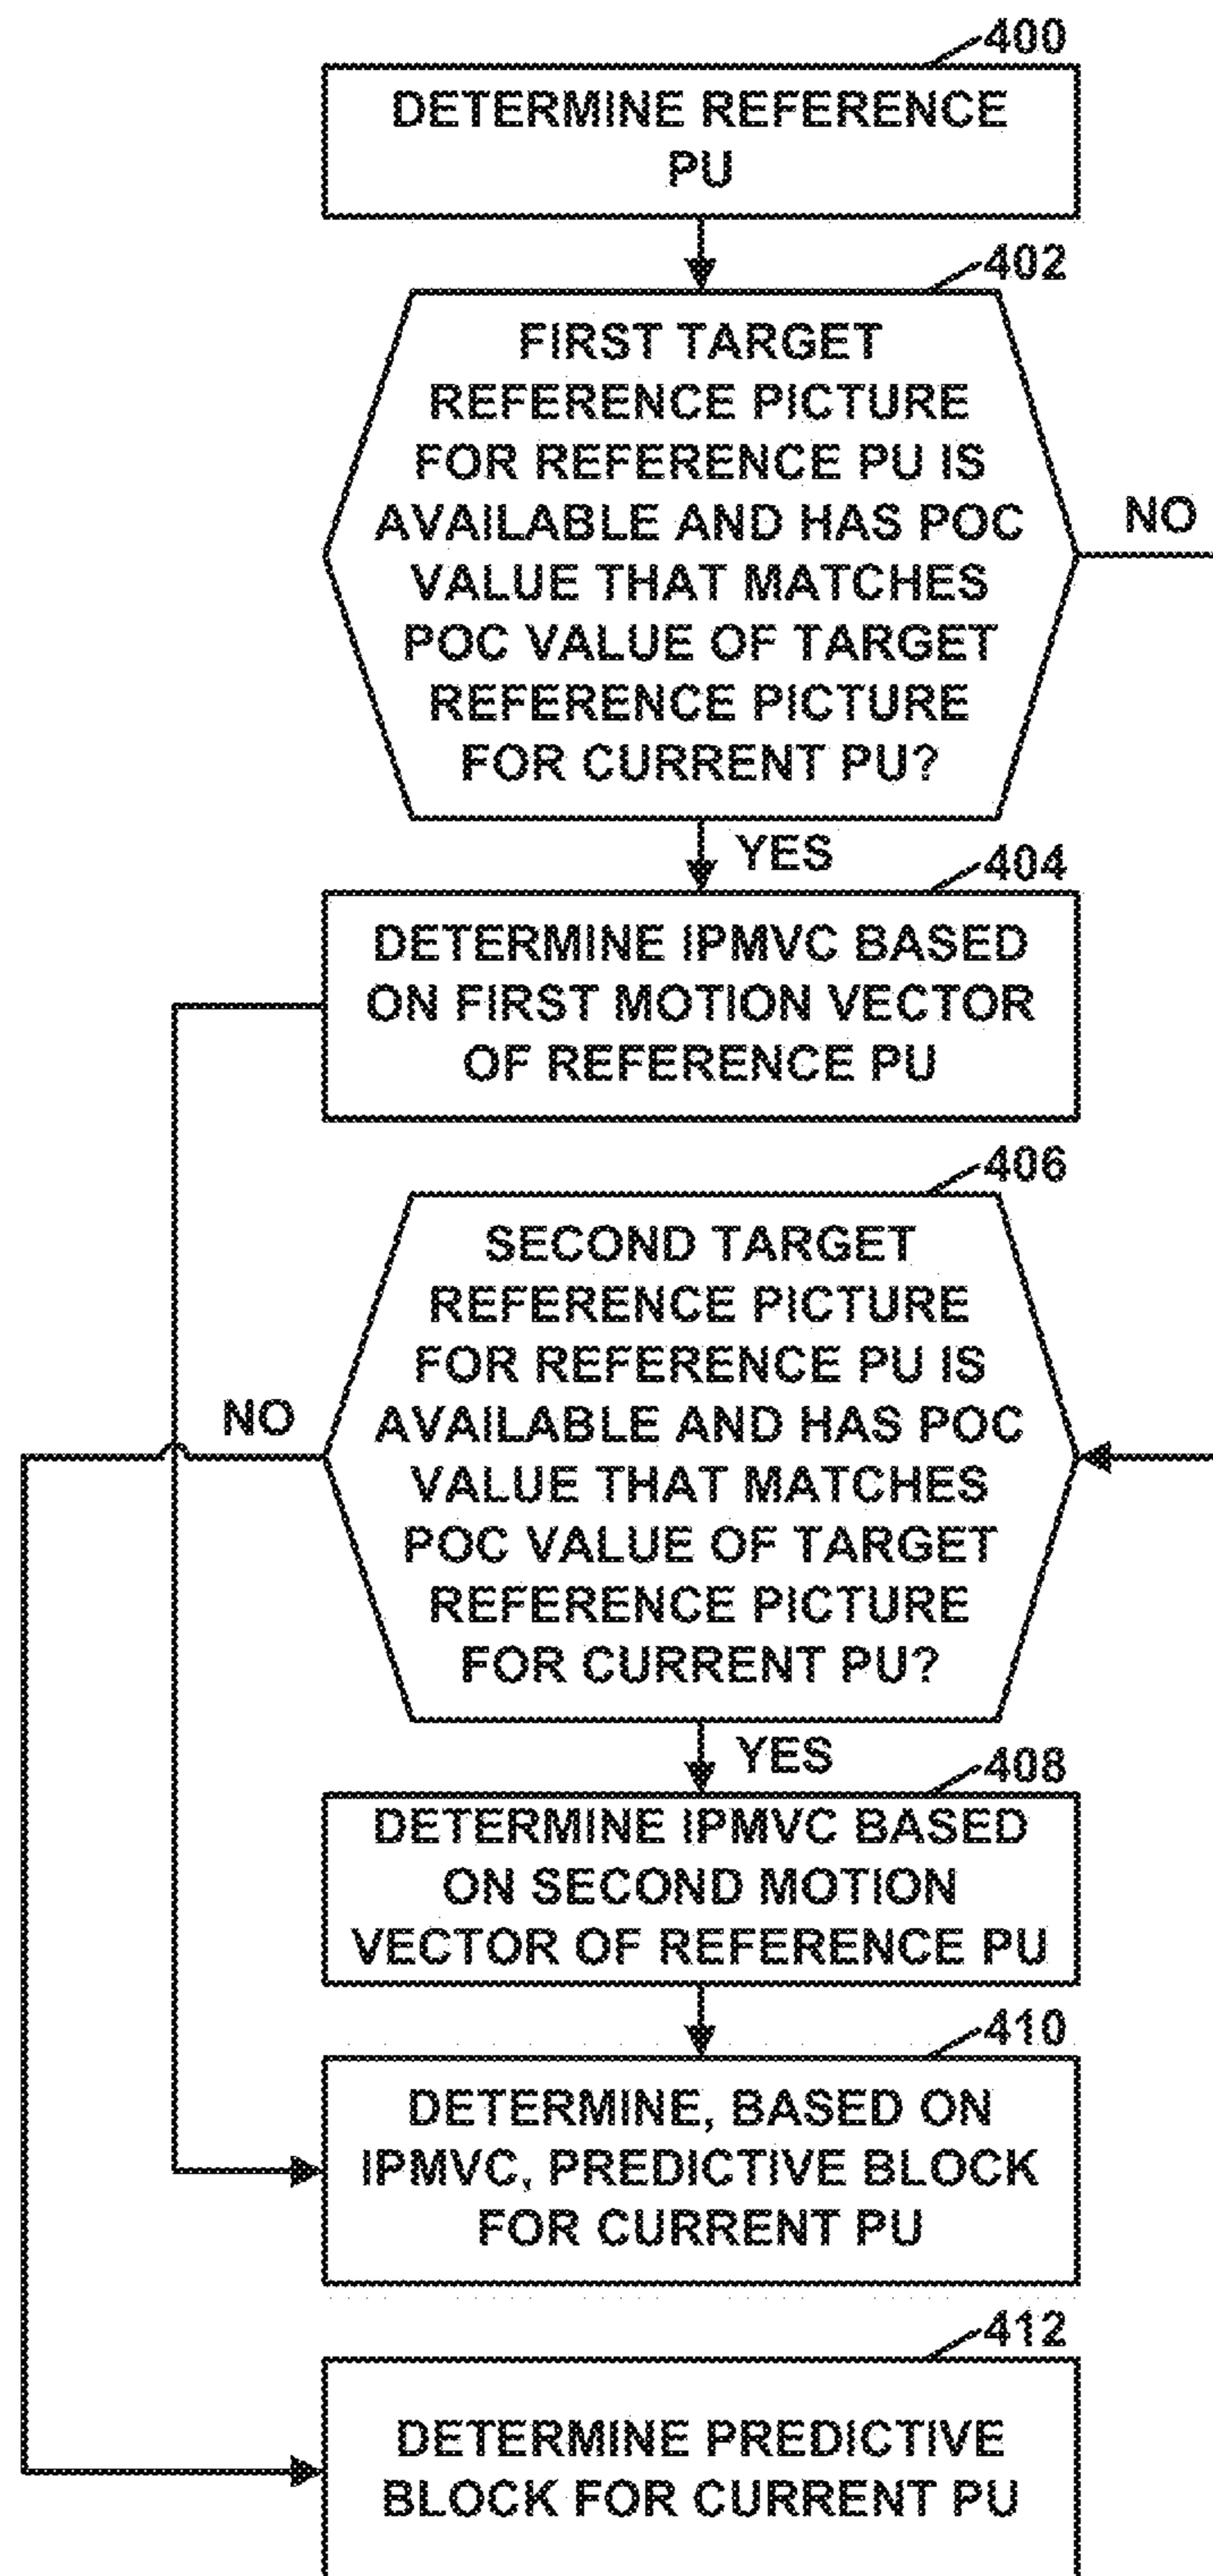 400
DETERMINE REFERENCE
PU
402
FIRST TARGET
REFERENCE PICTURE
FOR REFERENCE PU IS
AVAILABLE AND HAS POC
VALUE THAT MATCHES
POC VALUE OF TARGET
REFERENCE PICTURE
FOR CURRENT PU?
NO
YES
404
DETERMINE IPMVC BASED
ON FIRST MOTION VECTOR
OF REFERENCE PU
406
SECOND TARGET
REFERENCE PICTURE
FOR REFERENCE PU IS
AVAILABLE AND HAS POC
VALUE THAT MATCHES
POC VALUE OF TARGET
REFERENCE PICTURE
FOR CURRENT PU?
NO
YES
408
DETERMINE IPMVC BASED
ON SECOND MOTION
VECTOR OF REFERENCE PU
410
DETERMINE, BASED ON
IPMVC, PREDICTIVE BLOCK
FOR CURRENT PU
412
DETERMINE PREDICTIVE
BLOCK FOR CURRENT PU